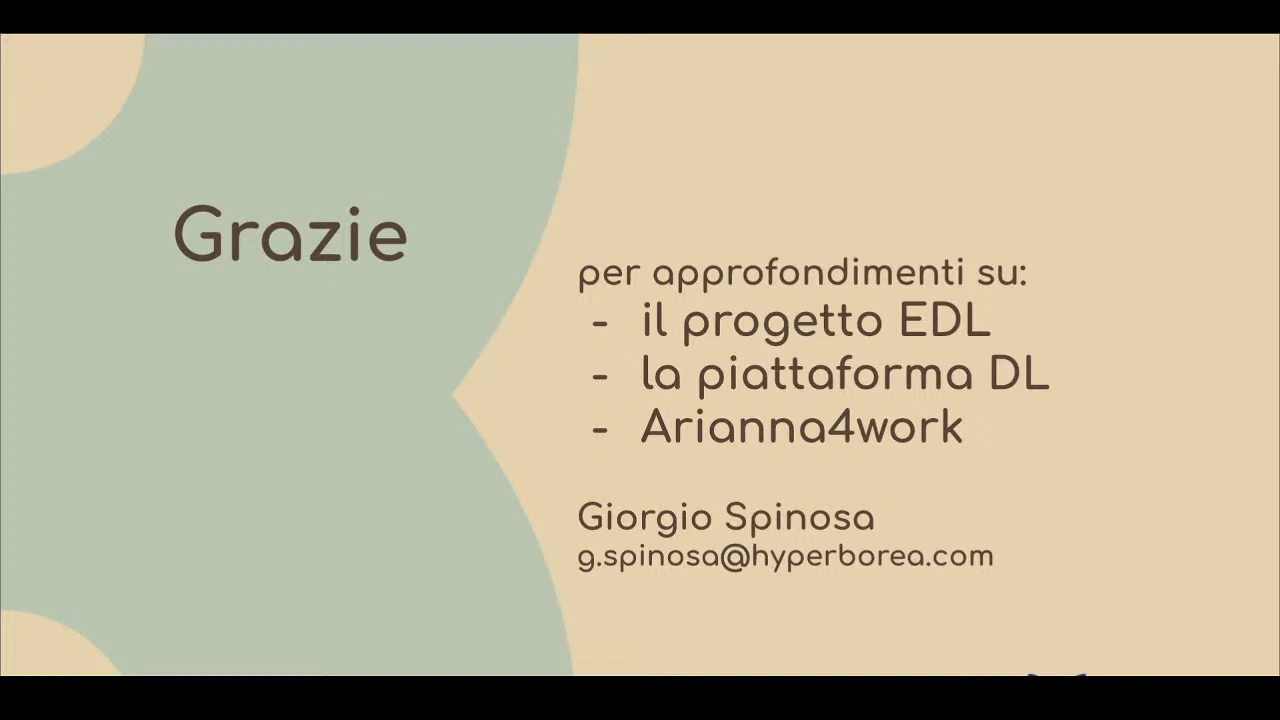 Grazie
per approfondimenti su:
- il progetto EDL
- la piattaforma DL
- Arianna4work
Giorgio Spinosa
g.spinosa@hyperborea.com